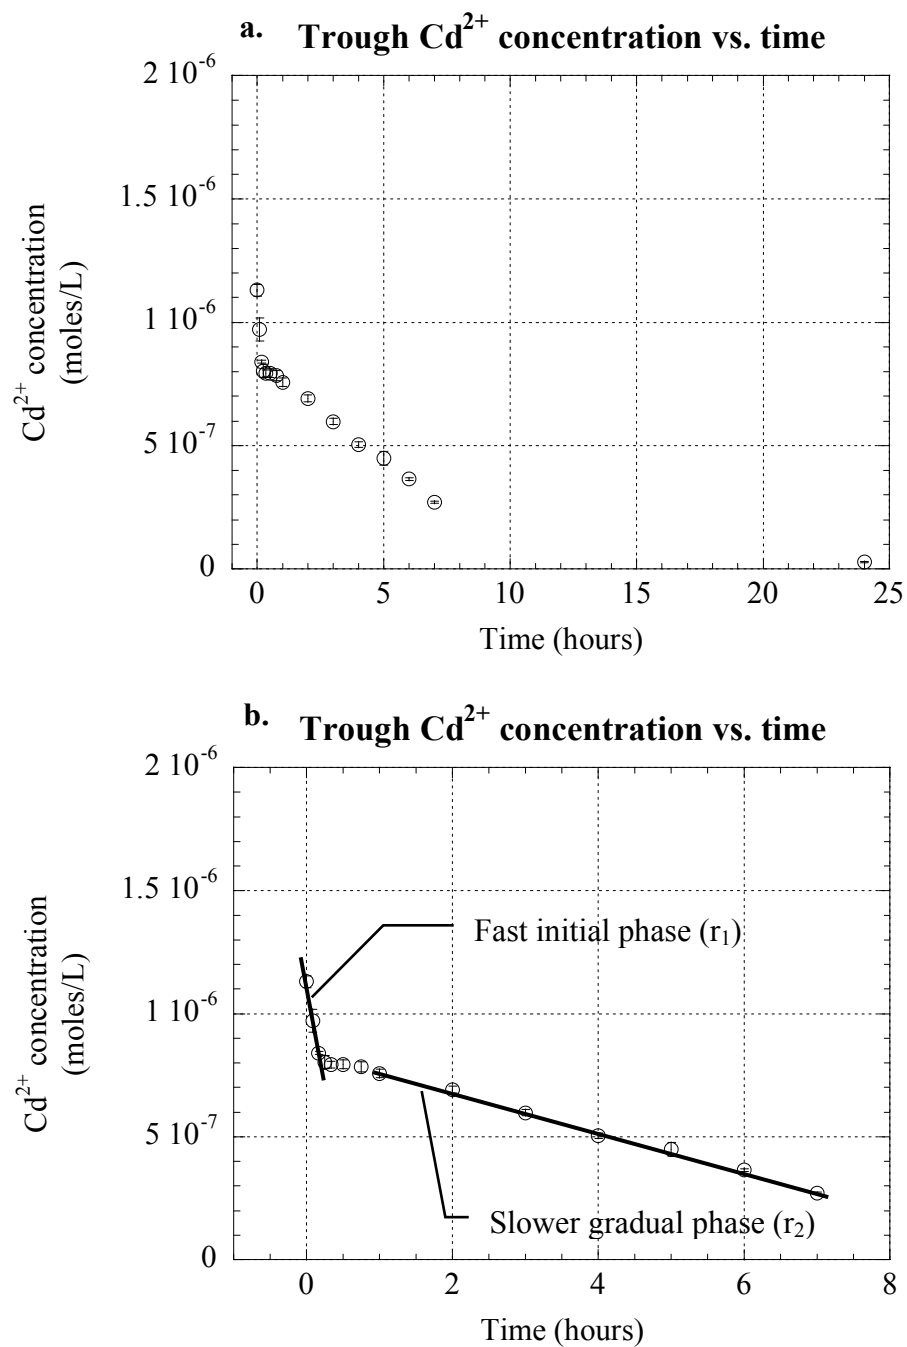 a. Trough Cd²⁺ concentration vs. time
2 10⁻⁶
1.5 10⁻⁶
1 10⁻⁶
5 10⁻⁷
0
Cd²⁺ concentration
(moles/L)
0 5 10 15 20 25
Time (hours)
b. Trough Cd²⁺ concentration vs. time
2 10⁻⁶
1.5 10⁻⁶
1 10⁻⁶
5 10⁻⁷
0
Cd²⁺ concentration
(moles/L)
Fast initial phase (r₁)
Slower gradual phase (r₂)
0 2 4 6 8
Time (hours)